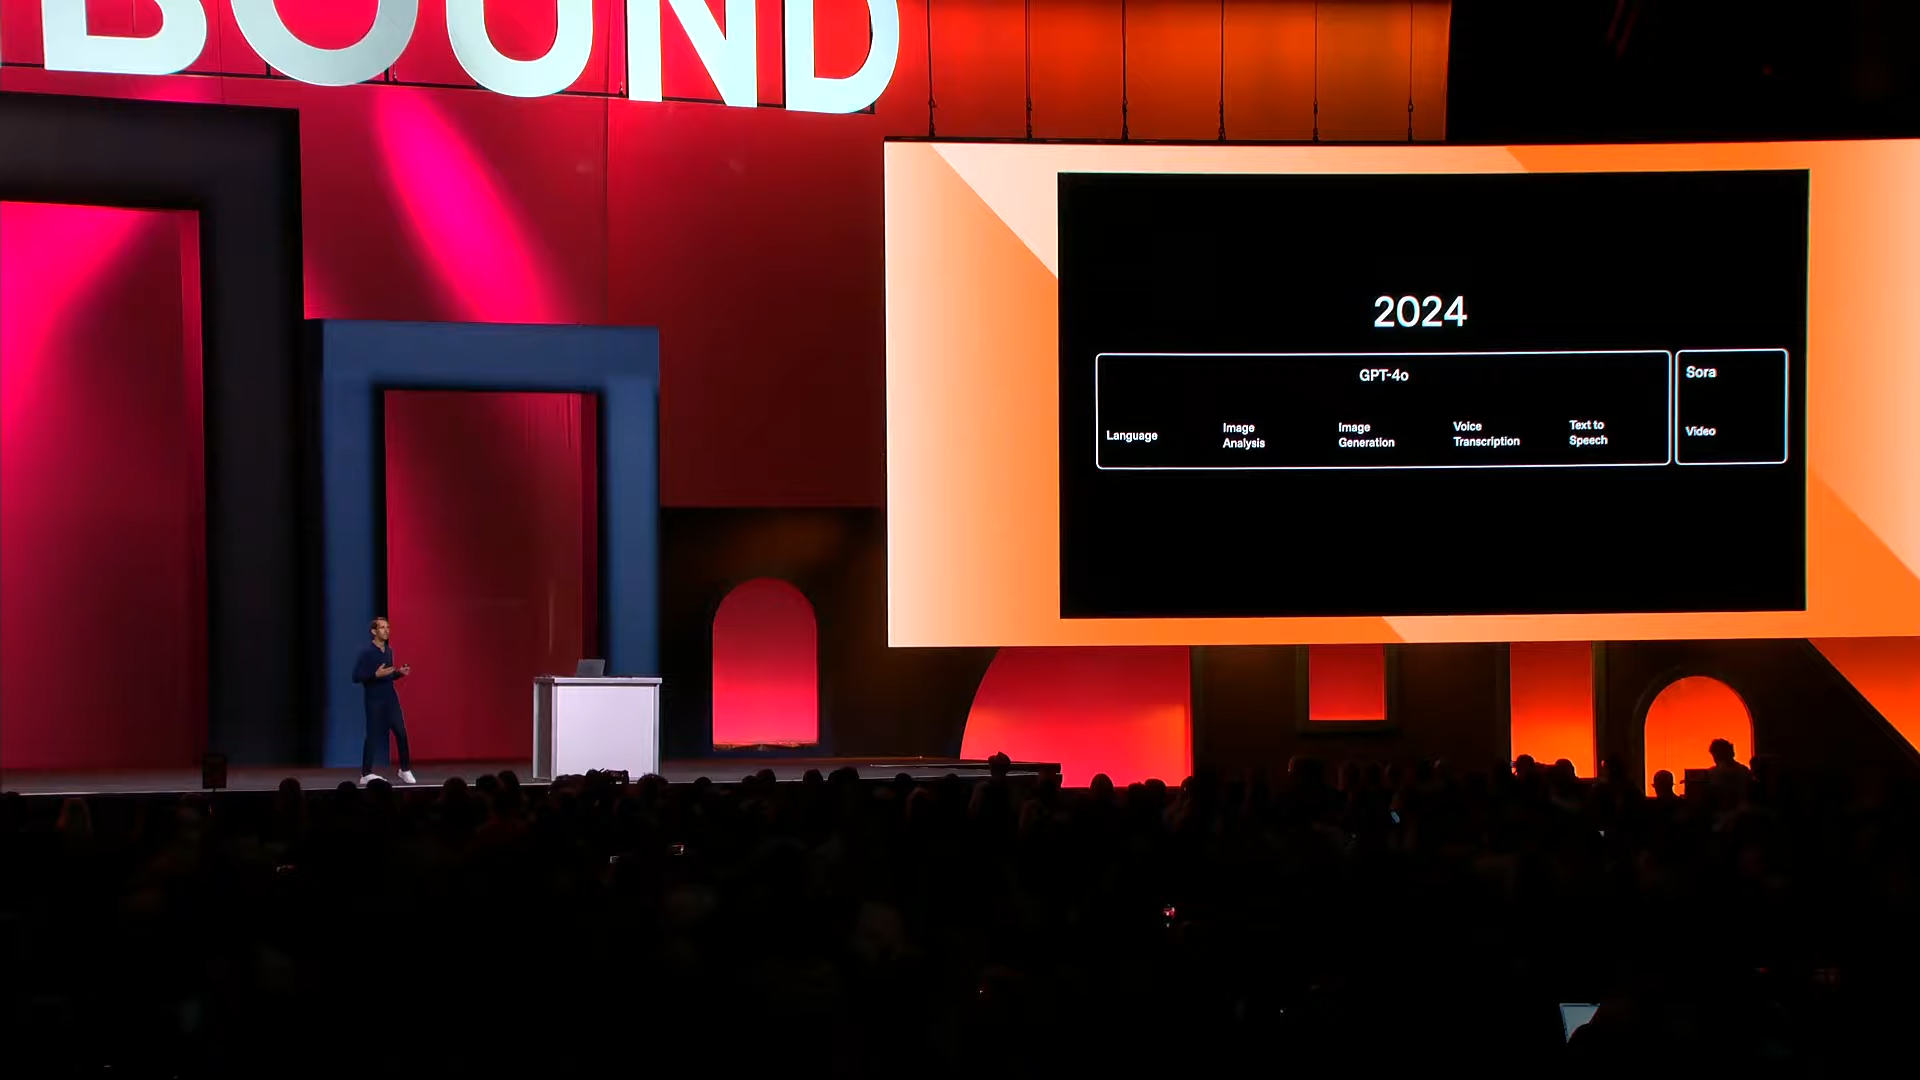 BOUND
2024
GPT-4o
Language
Image
Analysis
Image
Generation
Voice
Transcription
Text to
Speech
Sora
Video